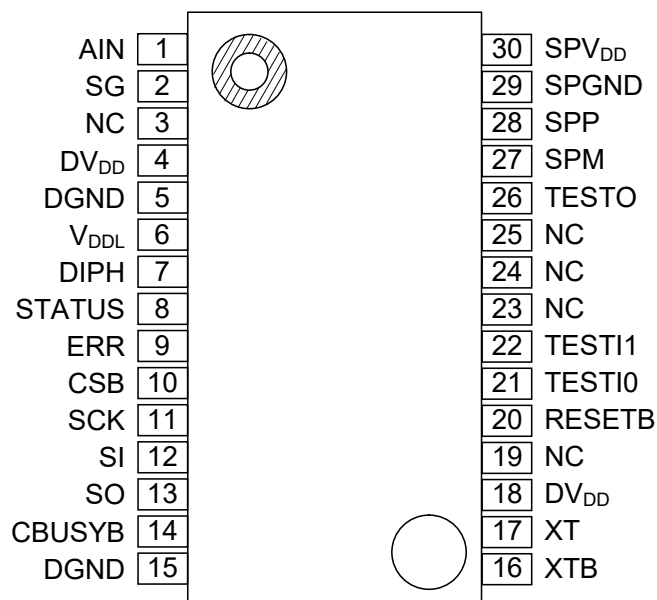 AIN 1 30 SPVDD
SG 2 29 SPGND
NC 3 28 SPP
DVDD 4 27 SPM
DGND 5 26 TESTO
VDDL 6 25 NC
DIPH 7 24 NC
STATUS 8 23 NC
ERR 9 22 TESTI1
CSB 10 21 TESTI0
SCK 11 20 RESETB
SI 12 19 NC
SO 13 18 DVDD
CBUSYB 14 17 XT
DGND 15 16 XTB